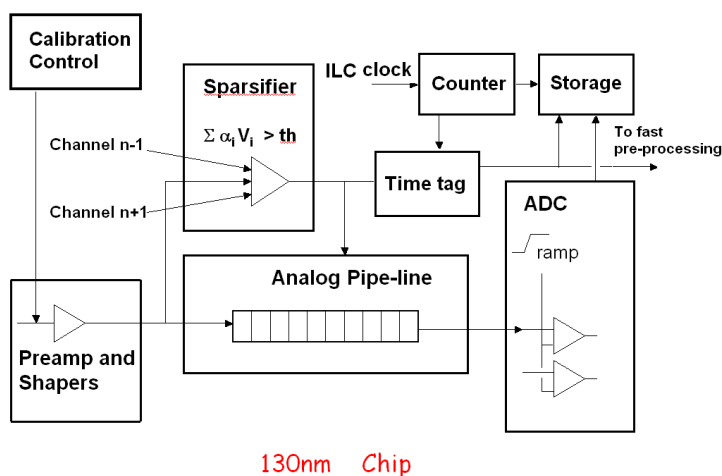 Calibration
Control
Sparsifier
Σ αi Vi > th
Channel n-1
Channel n+1
ILC clock
Counter
Storage
To fast
pre-processing
Time tag
ADC
ramp
Analog Pipe-line
Preamp and
Shapers
130nm Chip